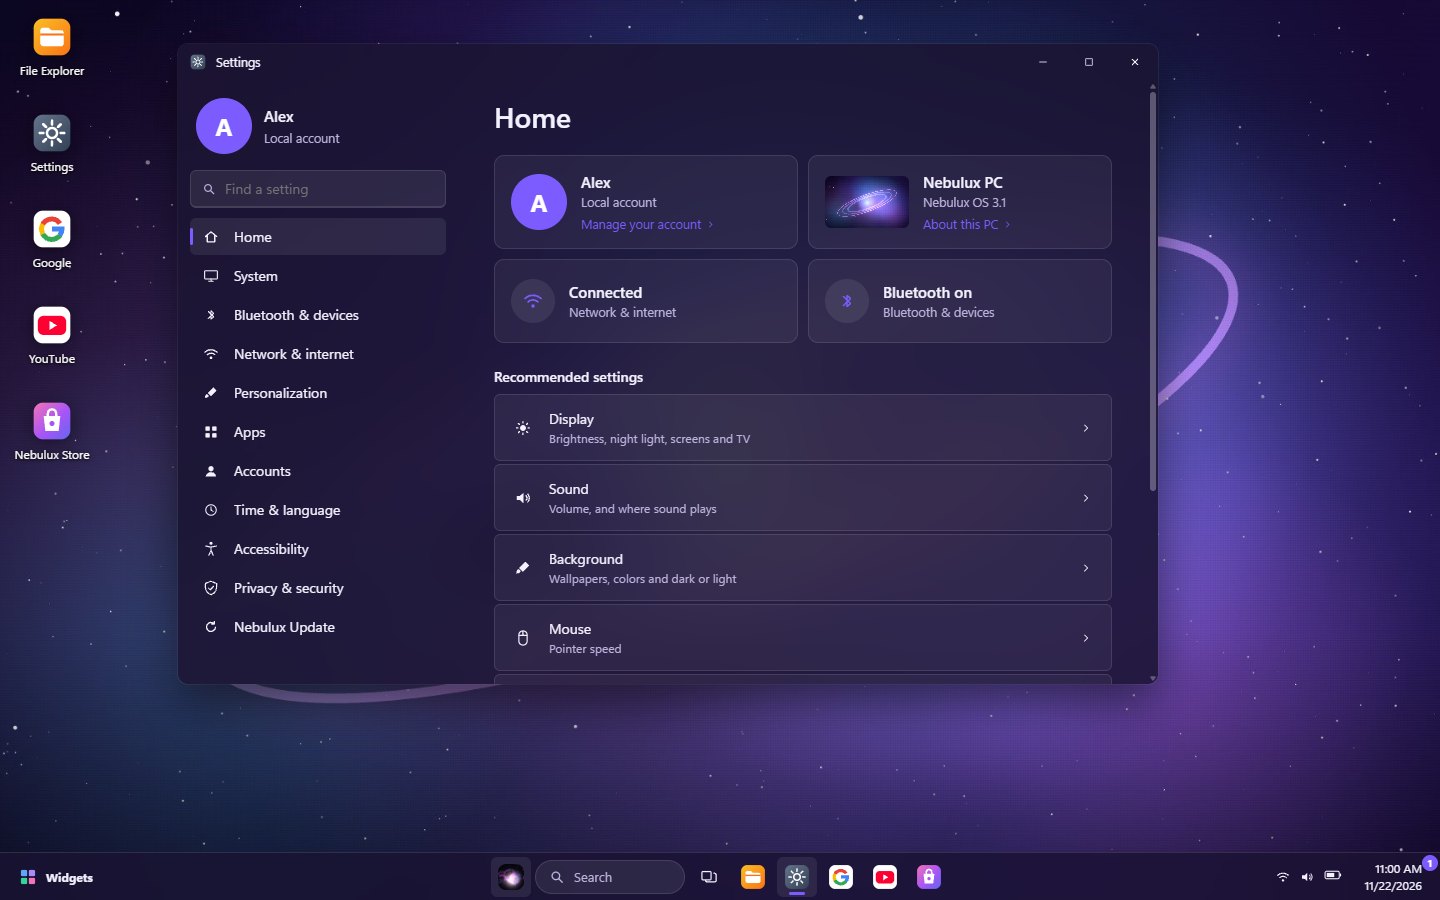 File Explorer
Settings
Google
YouTube
Nebulux Store
Settings
A
Alex
Local account
Find a setting
Home
System
Bluetooth & devices
Network & internet
Personalization
Apps
Accounts
Time & language
Accessibility
Privacy & security
Nebulux Update
Home
A
Alex
Local account
Manage your account
Nebulux PC
Nebulux OS 3.1
About this PC
Connected
Network & internet
Bluetooth on
Bluetooth & devices
Recommended settings
Display
Brightness, night light, screens and TV
Sound
Volume, and where sound plays
Background
Wallpapers, colors and dark or light
Mouse
Pointer speed
Widgets
Search
11:00 AM
1
11/22/2026